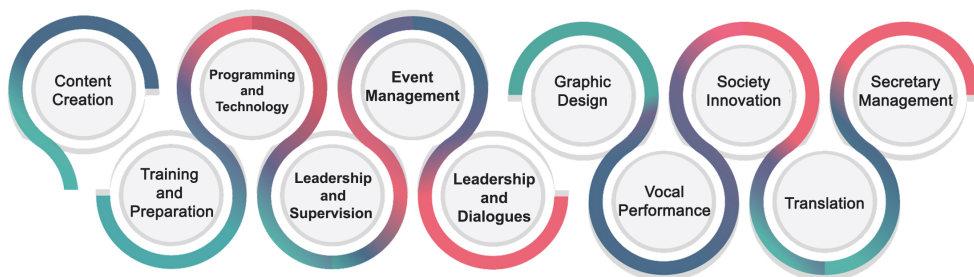 Content
Creation
Programming
and
Technology
Event
Management
Graphic
Design
Society
Innovation
Secretary
Management
Training
and
Preparation
Leadership
and
Supervision
Leadership
and
Dialogues
Vocal
Performance
Translation